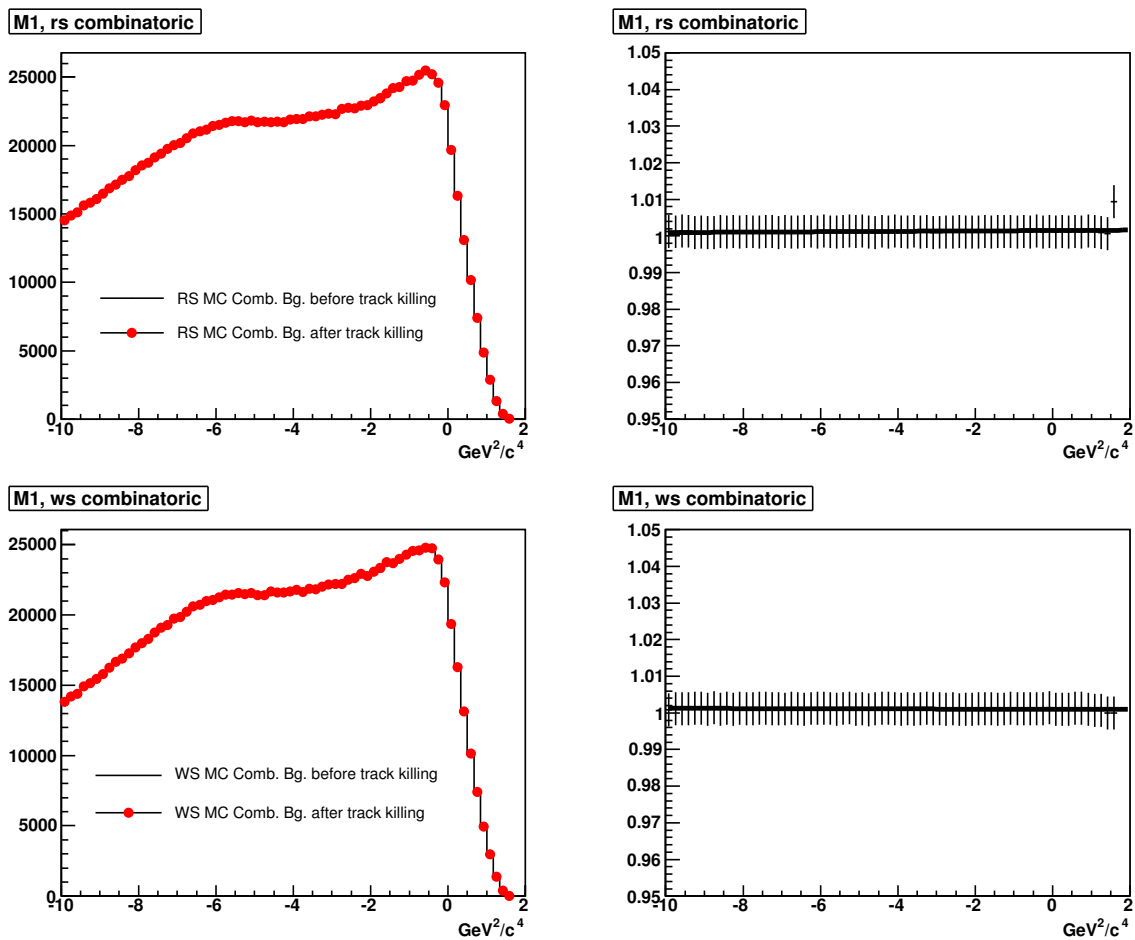 M1, rs combinatoric
25000
20000
15000
10000
5000
0
RS MC Comb. Bg. before track killing
RS MC Comb. Bg. after track killing
-10 -8 -6 -4 -2 0 2
GeV²/c⁴
M1, rs combinatoric
1.05
1.04
1.03
1.02
1.01
1
0.99
0.98
0.97
0.96
0.95
-10 -8 -6 -4 -2 0 2
GeV²/c⁴
M1, ws combinatoric
25000
20000
15000
10000
5000
0
WS MC Comb. Bg. before track killing
WS MC Comb. Bg. after track killing
-10 -8 -6 -4 -2 0 2
GeV²/c⁴
M1, ws combinatoric
1.05
1.04
1.03
1.02
1.01
1
0.99
0.98
0.97
0.96
0.95
-10 -8 -6 -4 -2 0 2
GeV²/c⁴